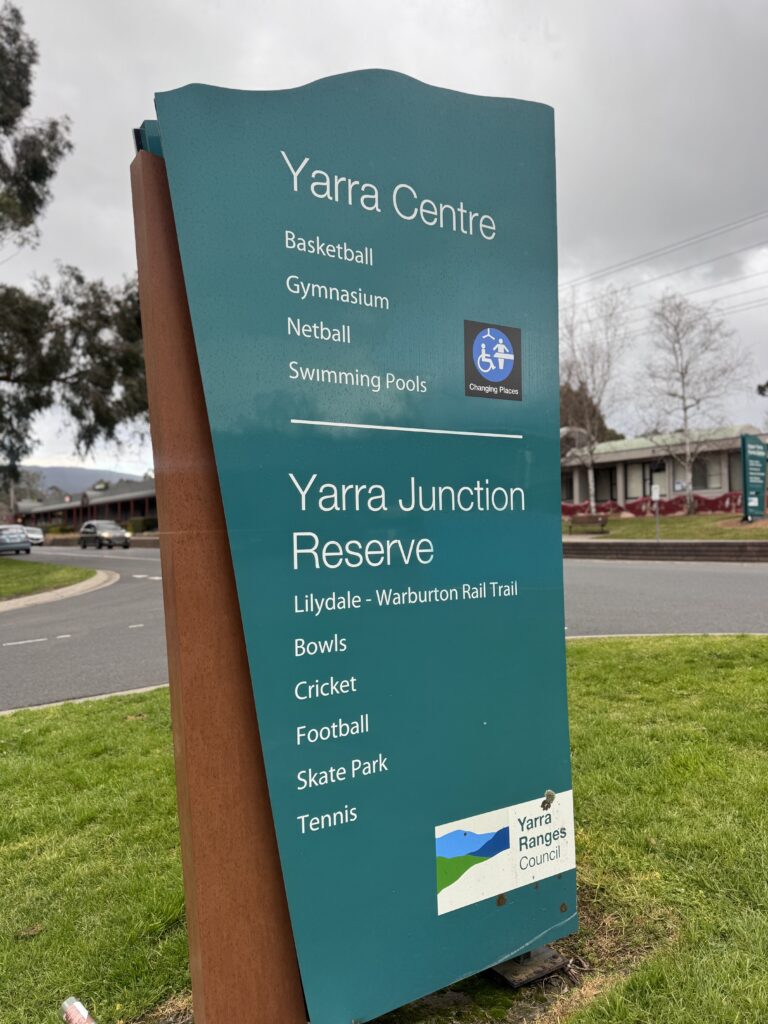 Yarra Centre
Basketball
Gymnasium
Netball
Swimming Pools
Changing Places
Yarra Junction
Reserve
Lilydale - Warburton Rail Trail
Bowls
Cricket
Football
Skate Park
Tennis
Yarra
Ranges
Council